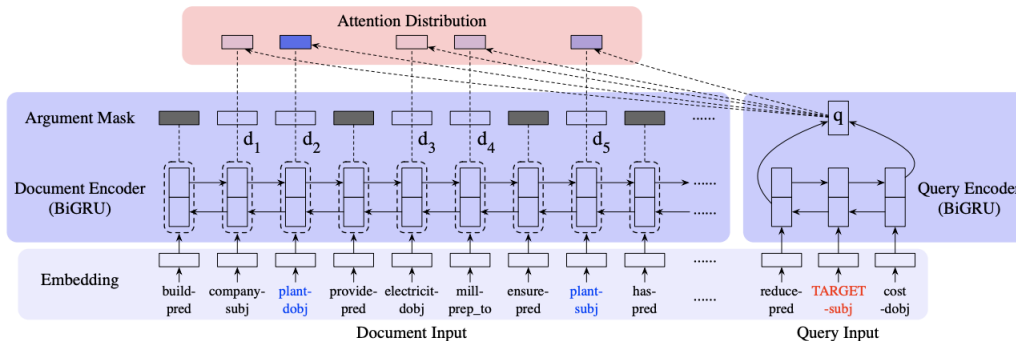 Attention Distribution
Argument Mask
d1 d2 d3 d4 d5 ......
q
Document Encoder
(BiGRU)
......
......
......
......
Query Encoder
(BiGRU)
Embedding
...... 
build-
pred
company-
subj
plant-
dobj
provide-
pred
electricit-
dobj
mill-
prep_to
ensure-
pred
plant-
subj
has-
pred
......
reduce-
pred
TARGET
-subj
cost
-dobj
Document Input
Query Input